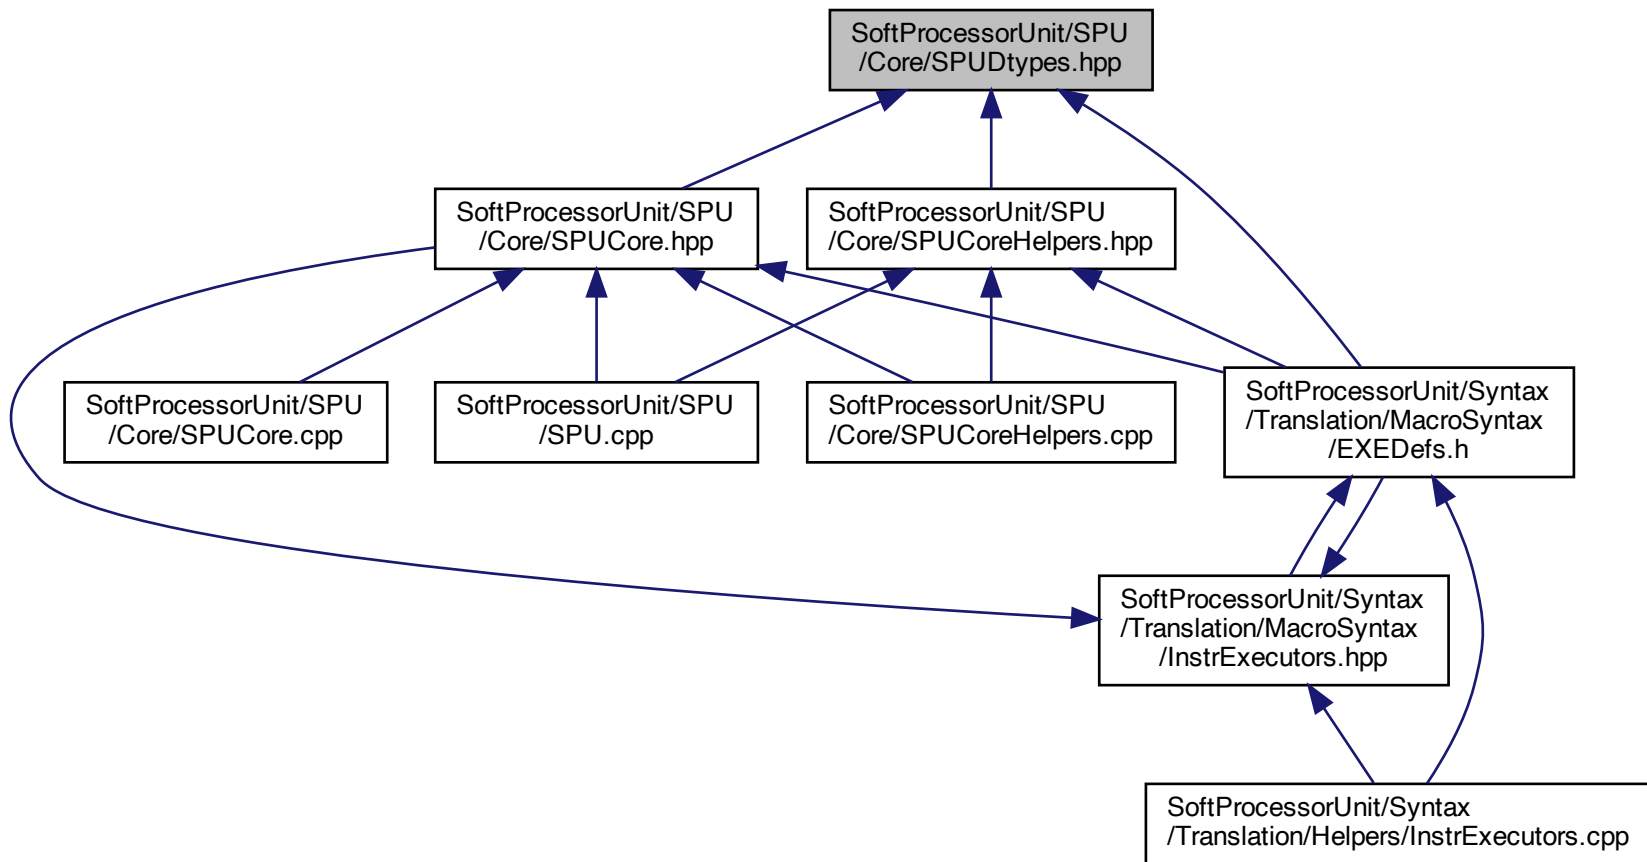 SoftProcessorUnit/SPU
/Core/SPUDtypes.hpp
SoftProcessorUnit/SPU
/Core/SPUCore.hpp
SoftProcessorUnit/SPU
/Core/SPUCoreHelpers.hpp
SoftProcessorUnit/SPU
/Core/SPUCore.cpp
SoftProcessorUnit/SPU
/SPU.cpp
SoftProcessorUnit/SPU
/Core/SPUCoreHelpers.cpp
SoftProcessorUnit/Syntax
/Translation/MacroSyntax
/EXEDefs.h
SoftProcessorUnit/Syntax
/Translation/MacroSyntax
/InstrExecutors.hpp
SoftProcessorUnit/Syntax
/Translation/Helpers/InstrExecutors.cpp